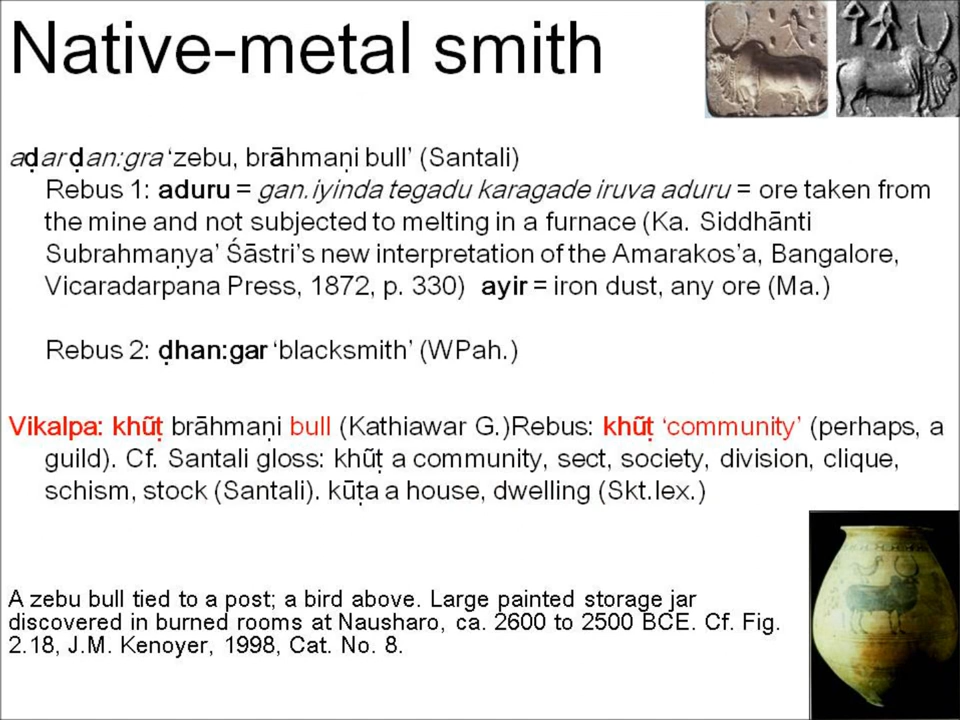 Native-metal smith
aḍar ḍan:gra ‘zebu, brāhmaṇi bull’ (Santali)
Rebus 1: aduru = gan.iyinda tegadu karagade iruva aduru = ore taken from
the mine and not subjected to melting in a furnace (Ka. Siddhānti
Subrahmaṇya’ Śāstri’s new interpretation of the Amarakos’a, Bangalore,
Vicaradarpana Press, 1872, p. 330) ayir = iron dust, any ore (Ma.)
Rebus 2: ḍhan:gar ‘blacksmith’ (WPah.)
Vikalpa: khũṭ brāhmaṇi bull (Kathiawar G.)Rebus: khũṭ ‘community’ (perhaps, a
guild). Cf. Santali gloss: khũṭ a community, sect, society, division, clique,
schism, stock (Santali). kūṭa a house, dwelling (Skt.lex.)
A zebu bull tied to a post; a bird above. Large painted storage jar
discovered in burned rooms at Nausharo, ca. 2600 to 2500 BCE. Cf. Fig.
2.18, J.M. Kenoyer, 1998, Cat. No. 8.